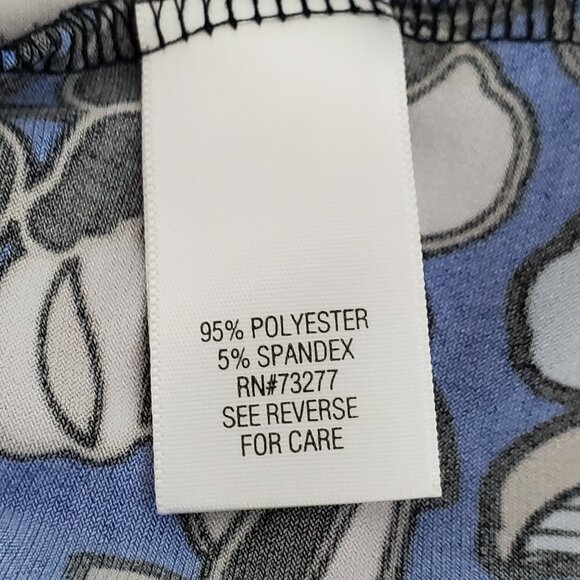 95% POLYESTER
5% SPANDEX
RN#73277
SEE REVERSE
FOR CARE